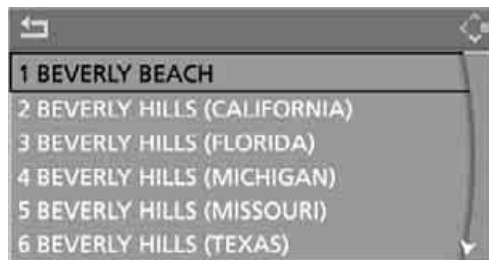 1 BEVERLY BEACH
2 BEVERLY HILLS (CALIFORNIA)
3 BEVERLY HILLS (FLORIDA)
4 BEVERLY HILLS (MICHIGAN)
5 BEVERLY HILLS (MISSOURI)
6 BEVERLY HILLS (TEXAS)